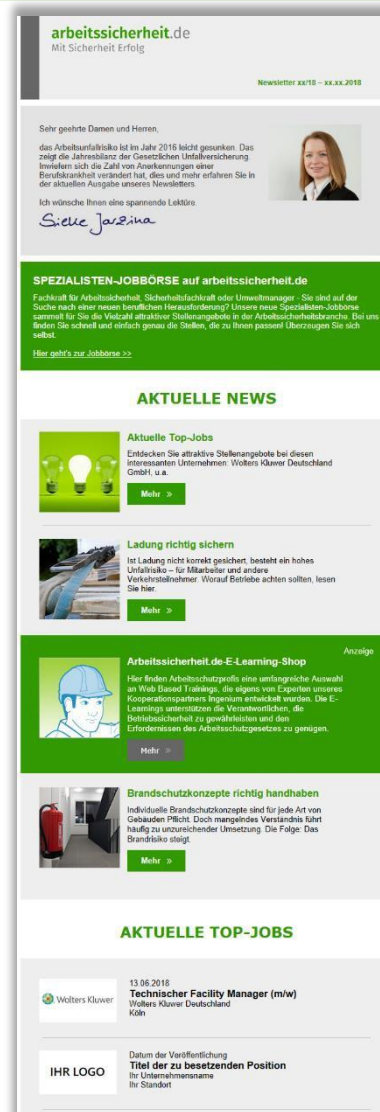 arbeitssicherheit.de
Mit Sicherheit Erfolg
Newsletter xx/18 – xx.xx.2018
Sehr geehrte Damen und Herren,
das Arbeitsunfallrisiko ist im Jahr 2016 leicht gesunken. Das
zeigt die Jahresbilanz der Gesetzlichen Unfallversicherung.
Inwiefern sich die Zahl von Anerkennungen einer
Berufskrankheit verändert hat, dies und mehr erfahren Sie in
der aktuellen Ausgabe unseres Newsletters.
Ich wünsche Ihnen eine spannende Lektüre.
SPEZIALISTEN-JOBBÖRSE auf arbeitssicherheit.de
Fachkraft für Arbeitssicherheit, Sicherheitsfachkraft oder Umweltmanager - Sie sind auf der
Suche nach einer neuen beruflichen Herausforderung? Unsere neue Spezialisten-Jobbörse
sammelt für Sie die Vielzahl attraktiver Stellenangebote in der Arbeitssicherheitsbranche. Bei uns
finden Sie schnell und einfach genau die Stellen, die zu Ihnen passen! Überzeugen Sie sich
selbst.
Hier geht's zur Jobbörse >>
AKTUELLE NEWS
Aktuelle Top-Jobs
Entdecken Sie attraktive Stellenangebote bei diesen
interessanten Unternehmen: Wolters Kluwer Deutschland
GmbH, u.a.
Mehr »
Ladung richtig sichern
Ist Ladung nicht korrekt gesichert, besteht ein hohes
Unfallrisiko – für Mitarbeiter und andere
Verkehrsteilnehmer. Worauf Betriebe achten sollten, lesen
Sie hier.
Mehr »
Anzeige
Arbeitssicherheit.de-E-Learning-Shop
Hier finden Arbeitsschutzprofis eine umfangreiche Auswahl
an Web Based Trainings, die eigens von Experten unseres
Kooperationspartners Ingenium entwickelt wurden. Die E-
Learnings unterstützen die Verantwortlichen, die
Betriebssicherheit zu gewährleisten und den
Erfordernissen des Arbeitsschutzgesetzes zu genügen.
Mehr »
Brandschutzkonzepte richtig handhaben
Individuelle Brandschutzkonzepte sind für jede Art von
Gebäuden Pflicht. Doch mangelndes Verständnis führt
häufig zu unzureichender Umsetzung. Die Folge: Das
Brandrisiko steigt.
Mehr »
AKTUELLE TOP-JOBS
Wolters Kluwer
13.06.2018
Technischer Facility Manager (m/w)
Wolters Kluwer Deutschland
Köln
IHR LOGO
Datum der Veröffentlichung
Titel der zu besetzenden Position
Ihr Unternehmensname
Ihr Standort